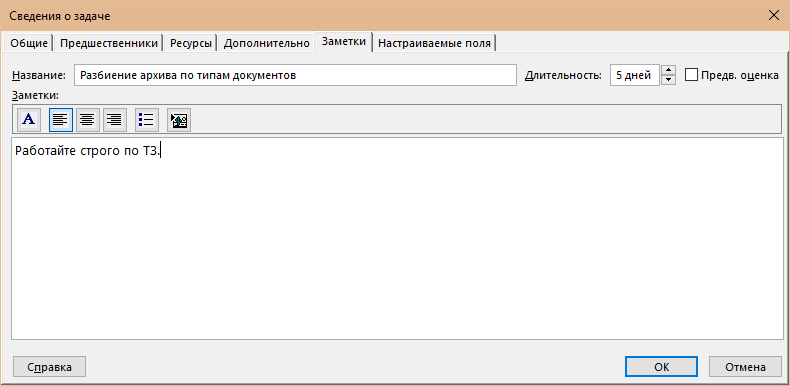 Сведения о задаче
Общие Предшественники Ресурсы Дополнительно Заметки Настраиваемые поля
Название: Разбиение архива по типам документов Длительность: 5 дней Предв. оценка
Заметки:
A
Работайте строго по ТЗ.
Справка ОК Отмена